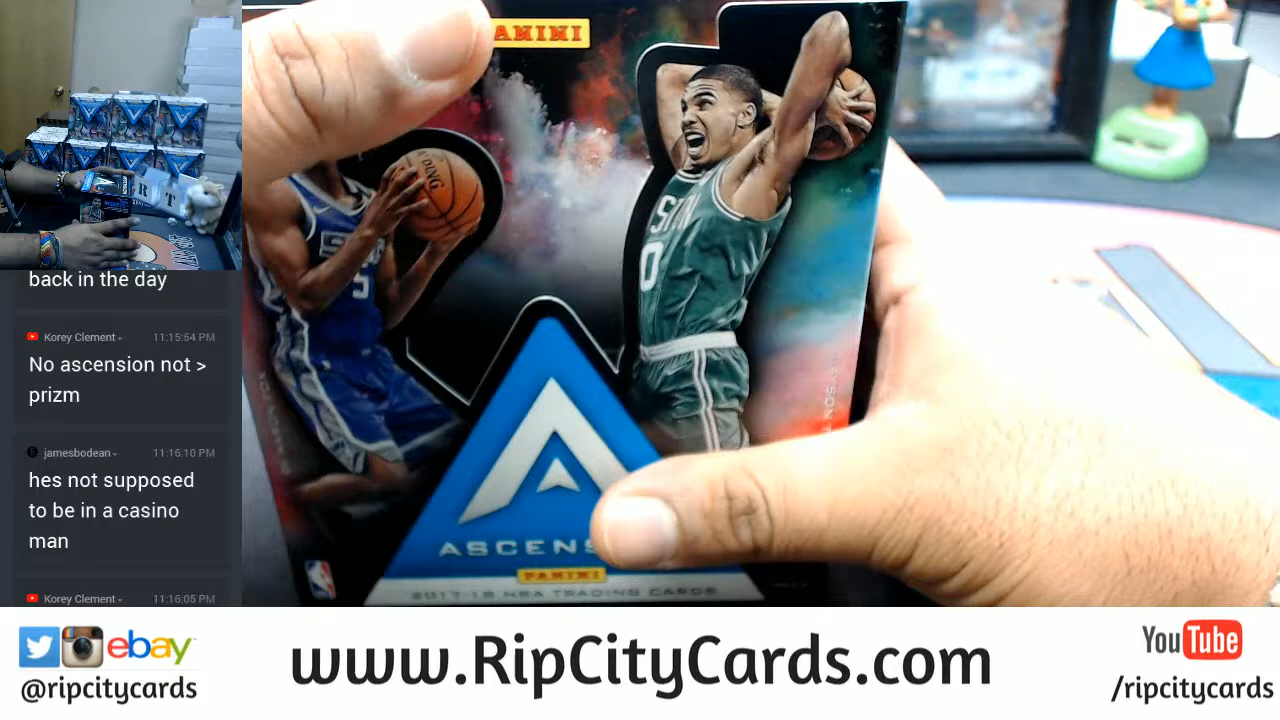 back in the day
Korey Clement
11:15:54 PM
No ascension not >
prizm
jamesbodean
11:16:10 PM
hes not supposed
to be in a casino
man
Korey Clement
11:16:05 PM
PANINI
5
0
ASCENS
PANINI
2017-18 NBA TRADING CARDS
R T
ebay
@ripcitycards
www.RipCityCards.com
YouTube
/ripcitycards